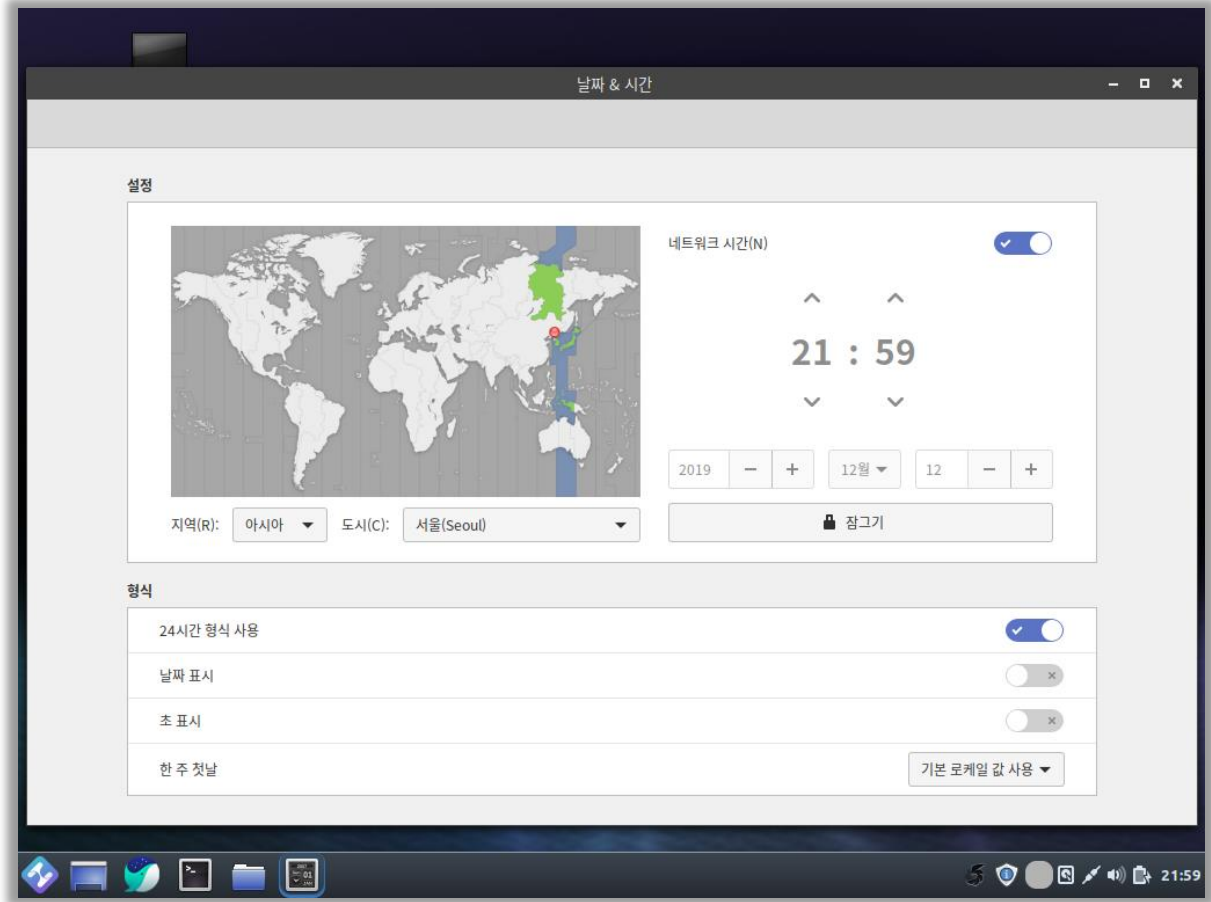 날짜 & 시간
설정
네트워크 시간(N)
21 : 59
2019 − + 12월 12 − +
지역(R): 아시아 도시(C): 서울(Seoul) 잠그기
형식
24시간 형식 사용
날짜 표시
초 표시
한 주 첫날 기본 로케일 값 사용
21:59